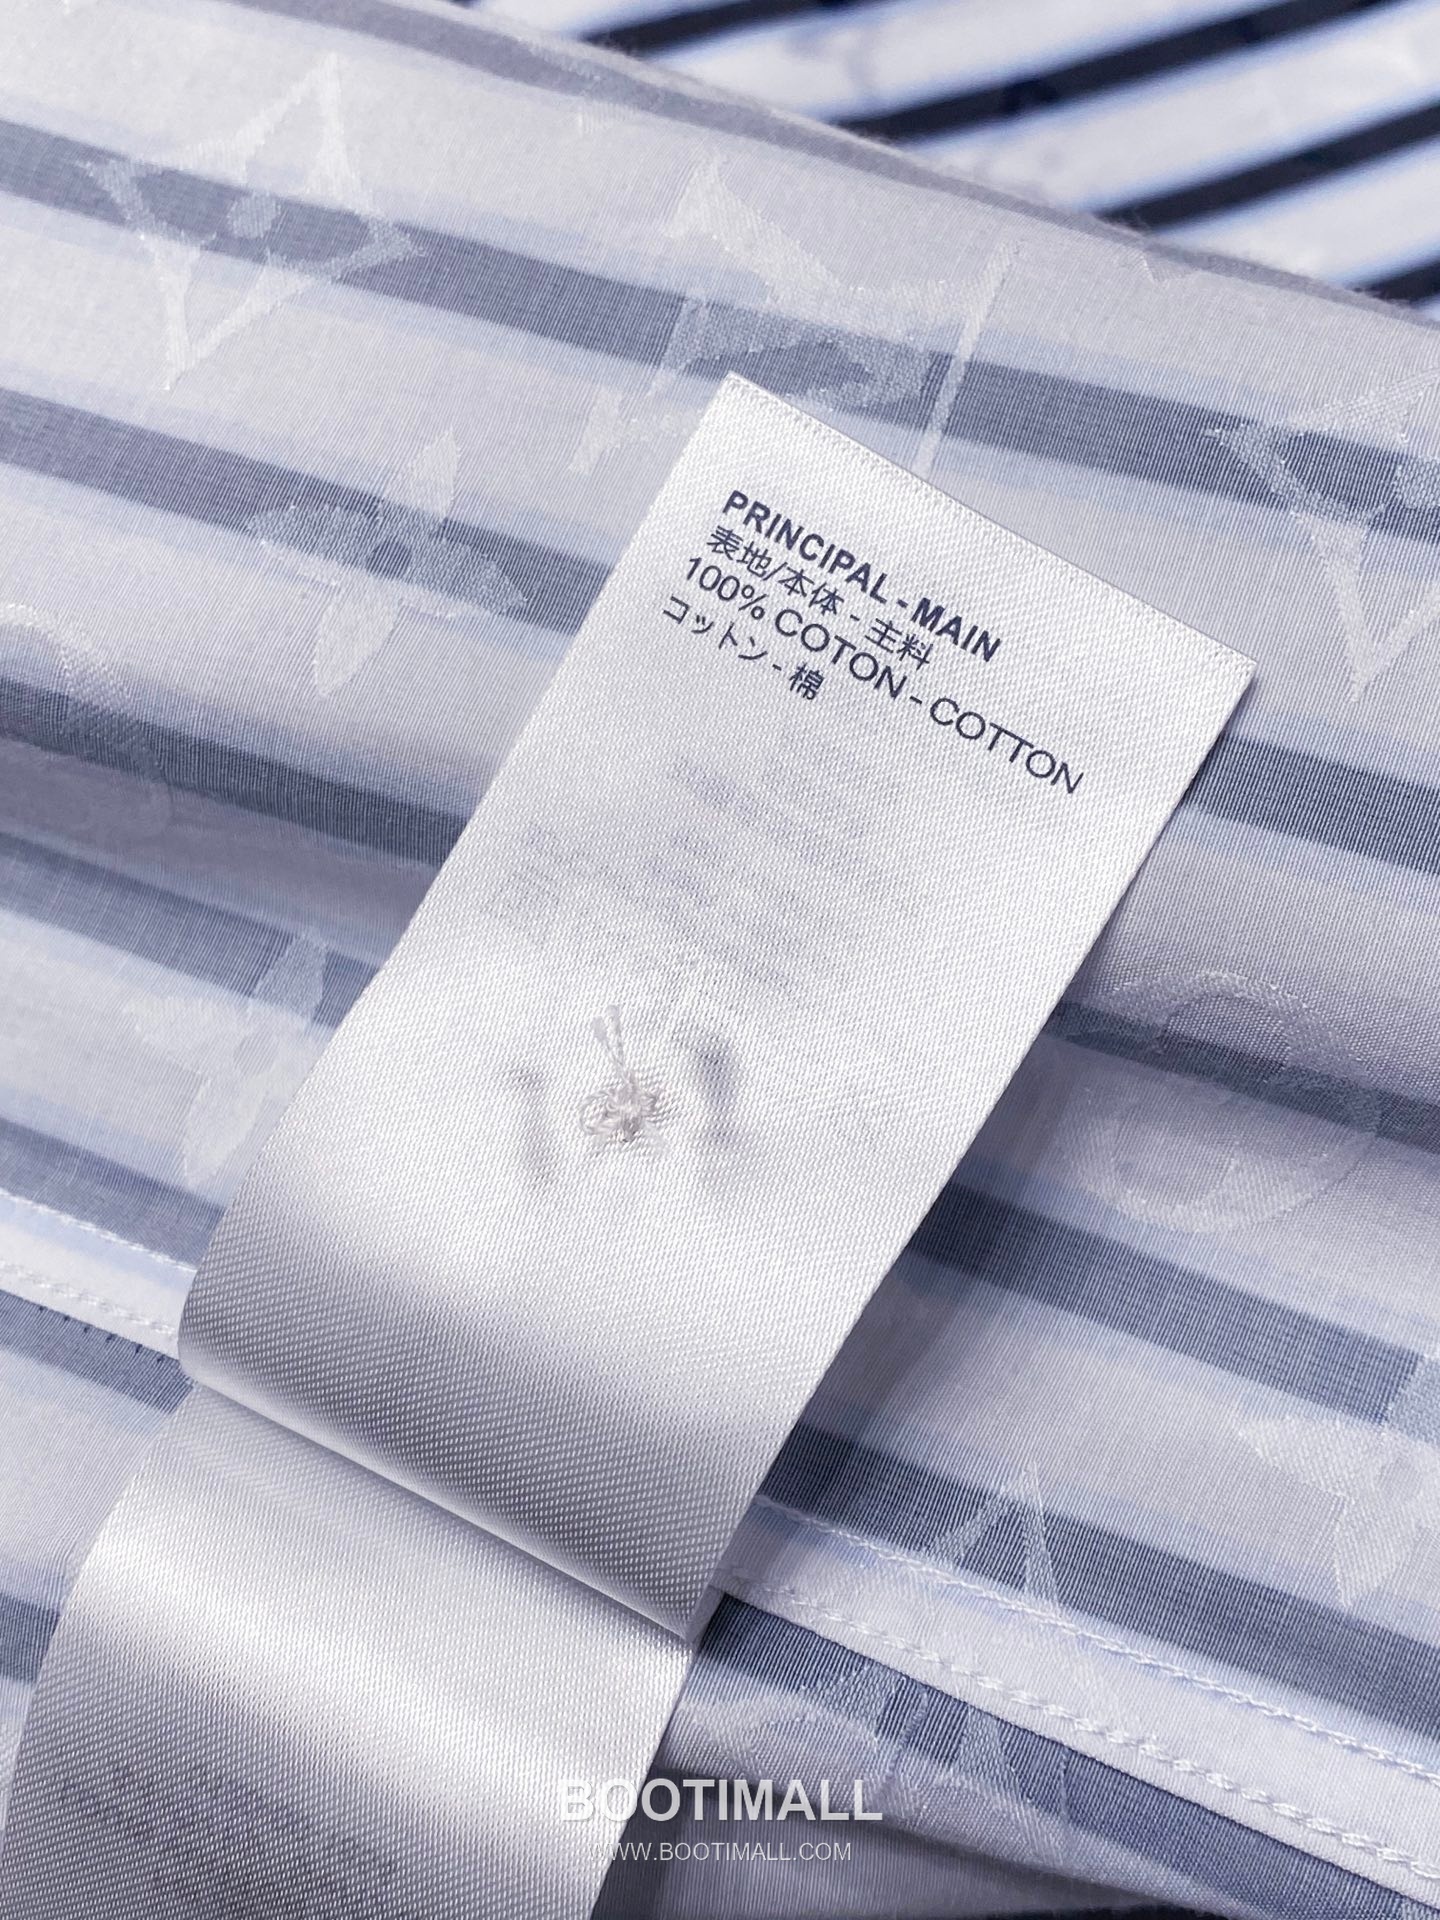 PRINCIPAL - MAIN
表地/本体 - 主料
100% COTON - COTTON
コットン - 棉
BOOTIMALL
WWW.BOOTIMALL.COM